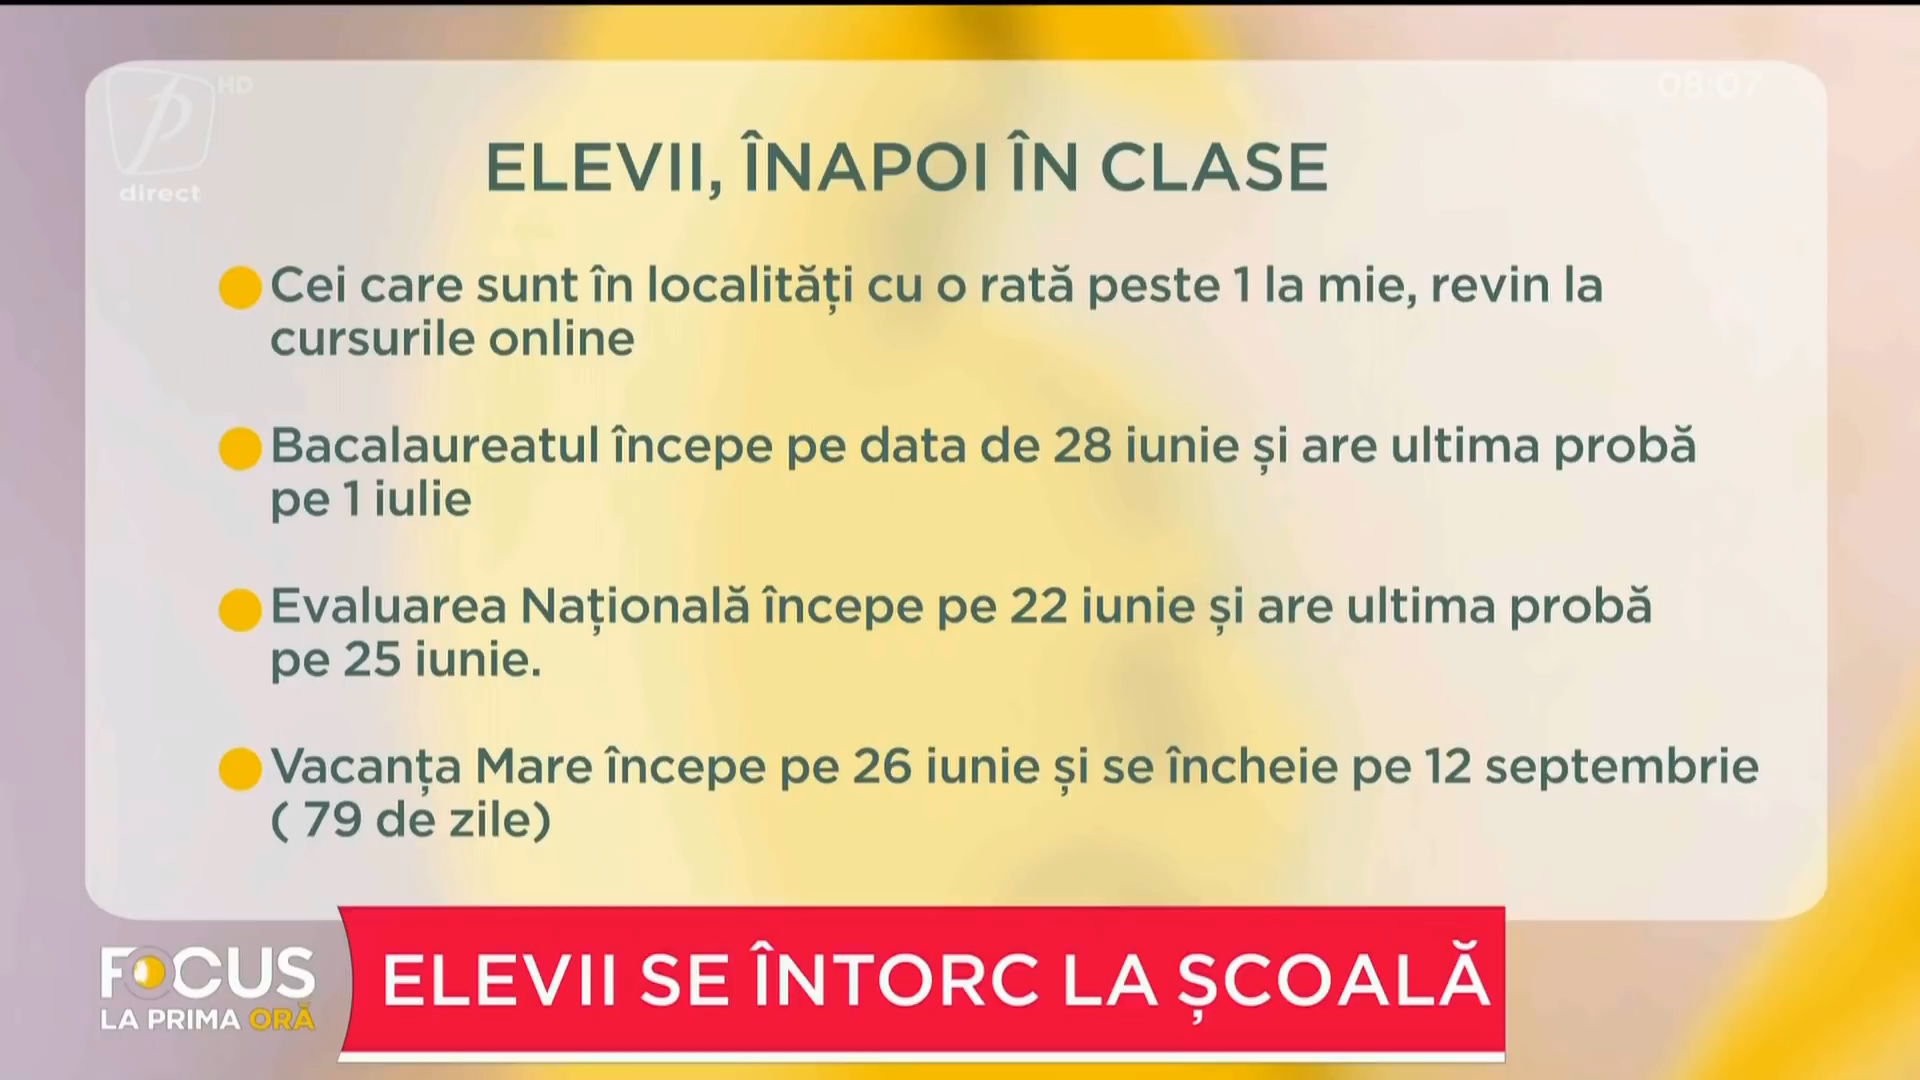 HD
08:07
direct
ELEVII, ÎNAPOI ÎN CLASE
Cei care sunt în localități cu o rată peste 1 la mie, revin la
cursurile online
Bacalaureatul începe pe data de 28 iunie și are ultima probă
pe 1 iulie
Evaluarea Națională începe pe 22 iunie și are ultima probă
pe 25 iunie.
Vacanța Mare începe pe 26 iunie și se încheie pe 12 septembrie
( 79 de zile)
FOCUS
LA PRIMA ORĂ
ELEVII SE ÎNTORC LA ȘCOALĂ